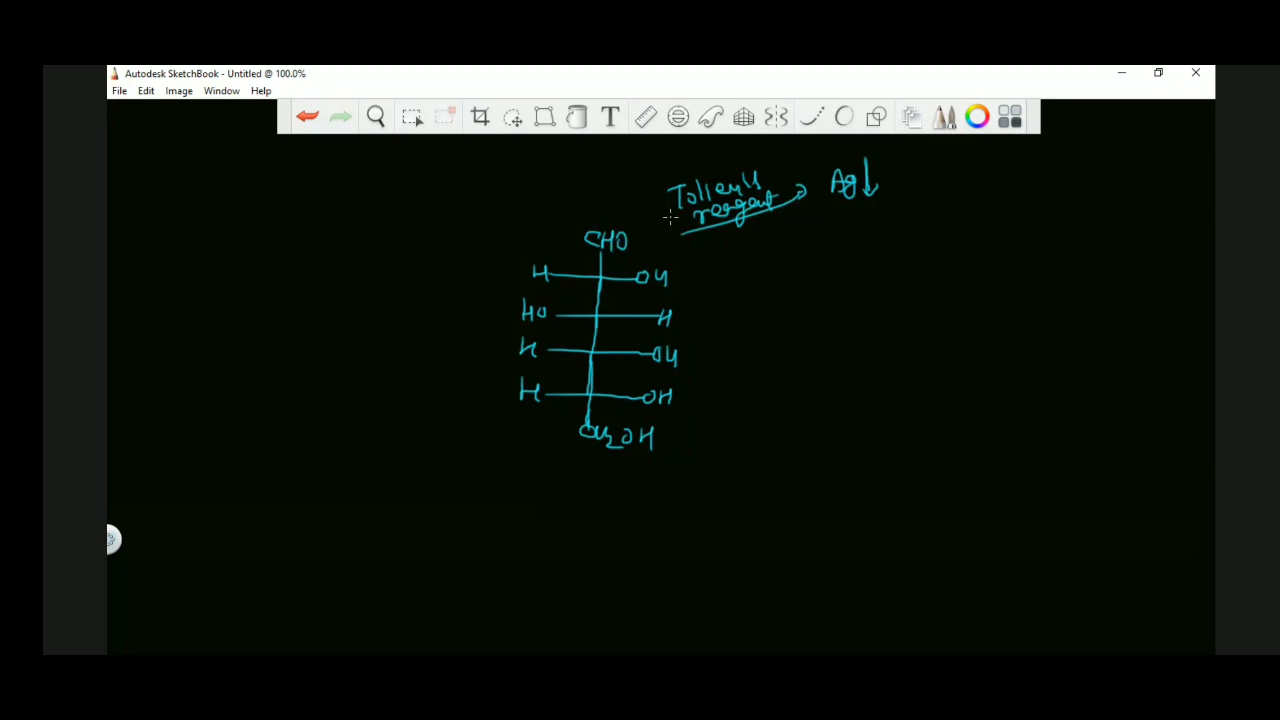 Autodesk SketchBook - Untitled @ 100.0%
File Edit Image Window Help
T
Tollen's
reagent
Ag↓
CHO
H OH
HO H
H OH
H OH
CH2OH